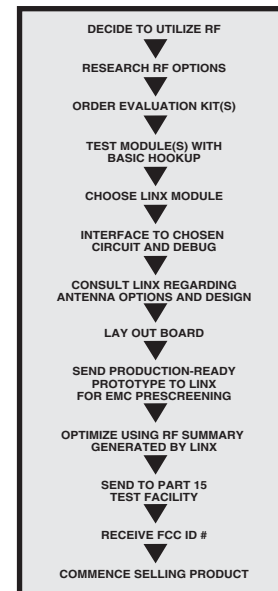 DECIDE TO UTILIZE RF
RESEARCH RF OPTIONS
ORDER EVALUATION KIT(S)
TEST MODULE(S) WITH
BASIC HOOKUP
CHOOSE LINX MODULE
INTERFACE TO CHOSEN
CIRCUIT AND DEBUG
CONSULT LINX REGARDING
ANTENNA OPTIONS AND DESIGN
LAY OUT BOARD
SEND PRODUCTION-READY
PROTOTYPE TO LINX
FOR EMC PRESCREENING
OPTIMIZE USING RF SUMMARY
GENERATED BY LINX
SEND TO PART 15
TEST FACILITY
RECEIVE FCC ID #
COMMENCE SELLING PRODUCT